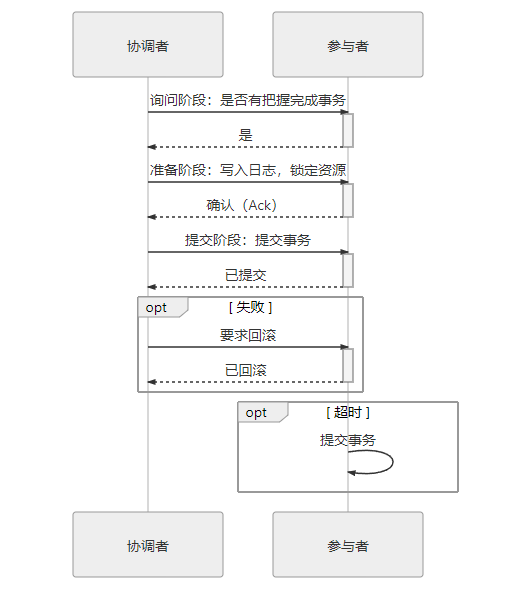 协调者
参与者
询问阶段：是否有把握完成事务
是
准备阶段：写入日志，锁定资源
确认（Ack）
提交阶段：提交事务
已提交
opt
[ 失败 ]
要求回滚
已回滚
opt
[ 超时 ]
提交事务
协调者
参与者